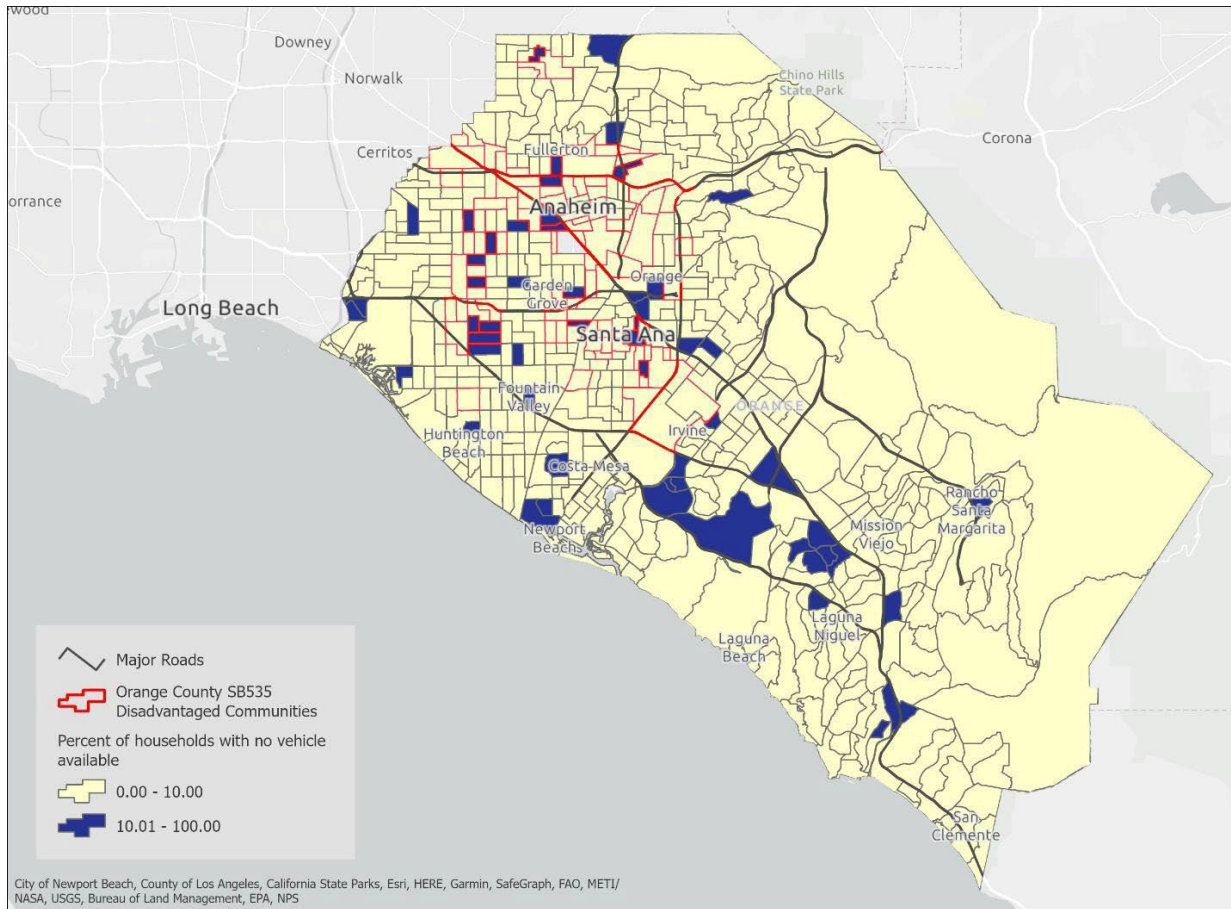 wood
Downey
Norwalk
Chino Hills
State Park
Corona
Cerritos
Fullerton
orrance
Anaheim
Orange
Garden
Grove
Long Beach
Santa Ana
Fountain
Valley
ORANGE
Irvine
Huntington
Beach
Costa Mesa
Rancho
Santa
Margarita
Mission
Viejo
Newport
Beachs
Laguna
Niguel
Laguna
Beach
San
Clemente
Major Roads
Orange County SB535
Disadvantaged Communities
Percent of households with no vehicle
available
0.00 - 10.00
10.01 - 100.00
City of Newport Beach, County of Los Angeles, California State Parks, Esri, HERE, Garmin, SafeGraph, FAO, METI/
NASA, USGS, Bureau of Land Management, EPA, NPS